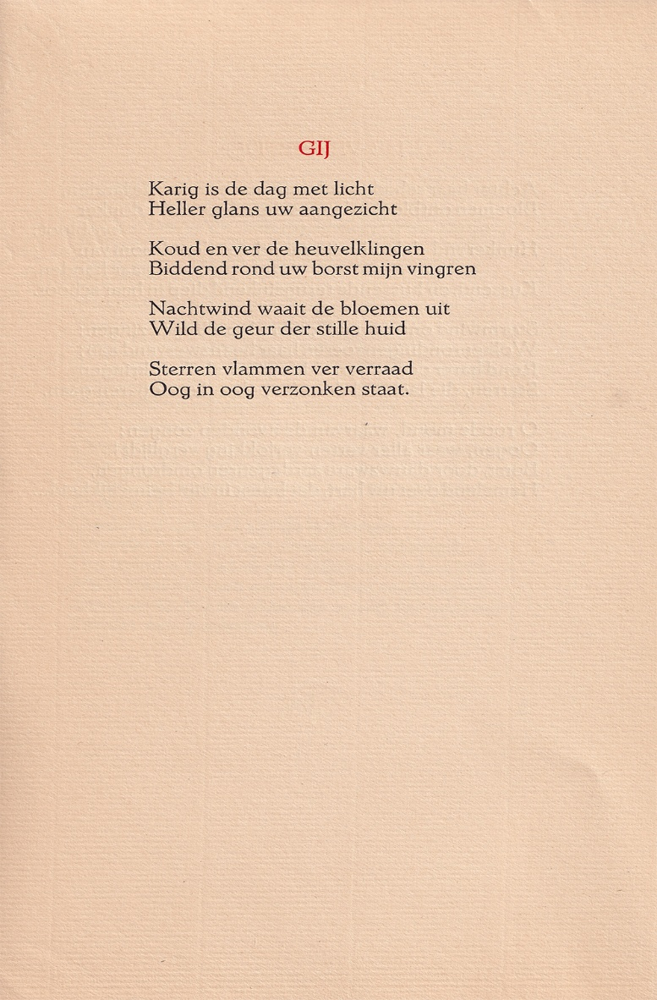 GIJ
Karig is de dag met licht
Heller glans uw aangezicht
Koud en ver de heuvelklingen
Biddend rond uw borst mijn vingren
Nachtwind waait de bloemen uit
Wild de geur der stille huid
Sterren vlammen ver verraad
Oog in oog verzonken staat.